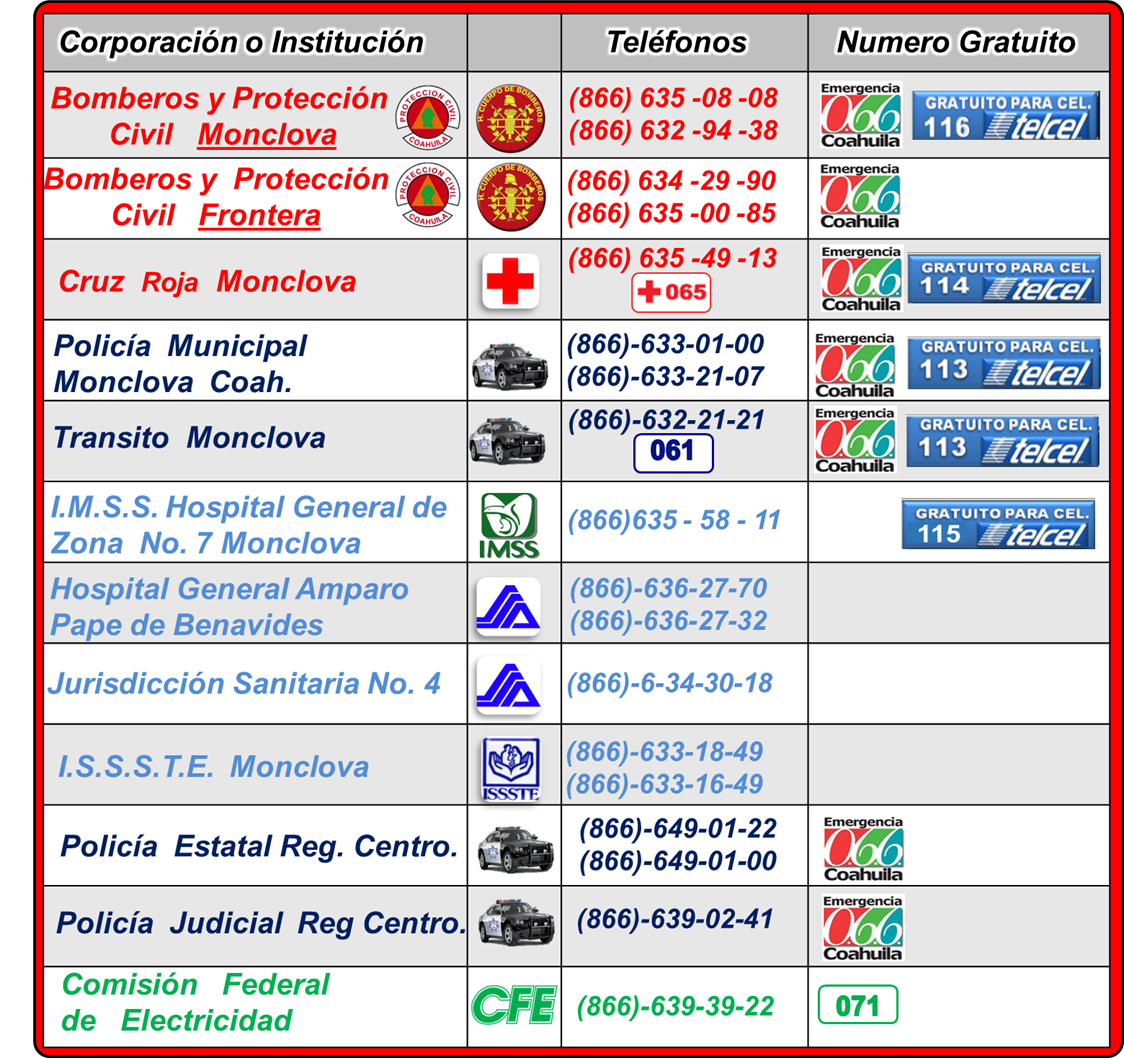 Corporación o Institución Teléfonos Numero Gratuito
Bomberos y Protección
Civil Monclova
PROTECCION CIVIL
COAHUILA
H. CUERPO DE BOMBEROS
(866) 635 -08 -08
(866) 632 -94 -38
Emergencia
066
Coahuila
GRATUITO PARA CEL.
116 telcel
Bomberos y Protección
Civil Frontera
PROTECCION CIVIL
COAHUILA
H. CUERPO DE BOMBEROS
(866) 634 -29 -90
(866) 635 -00 -85
Emergencia
066
Coahuila
Cruz Roja Monclova
(866) 635 -49 -13
065
Emergencia
066
Coahuila
GRATUITO PARA CEL.
114 telcel
Policía Municipal
Monclova Coah.
(866)-633-01-00
(866)-633-21-07
Emergencia
066
Coahuila
GRATUITO PARA CEL.
113 telcel
Transito Monclova
(866)-632-21-21
061
Emergencia
066
Coahuila
GRATUITO PARA CEL.
113 telcel
I.M.S.S. Hospital General de
Zona No. 7 Monclova
IMSS
(866)635 - 58 - 11
GRATUITO PARA CEL.
115 telcel
Hospital General Amparo
Pape de Benavides
(866)-636-27-70
(866)-636-27-32
Jurisdicción Sanitaria No. 4
(866)-6-34-30-18
I.S.S.S.T.E. Monclova
ISSSTE
(866)-633-18-49
(866)-633-16-49
Policía Estatal Reg. Centro.
(866)-649-01-22
(866)-649-01-00
Emergencia
066
Coahuila
Policía Judicial Reg Centro.
(866)-639-02-41
Emergencia
066
Coahuila
Comisión Federal
de Electricidad
CFE
(866)-639-39-22
071